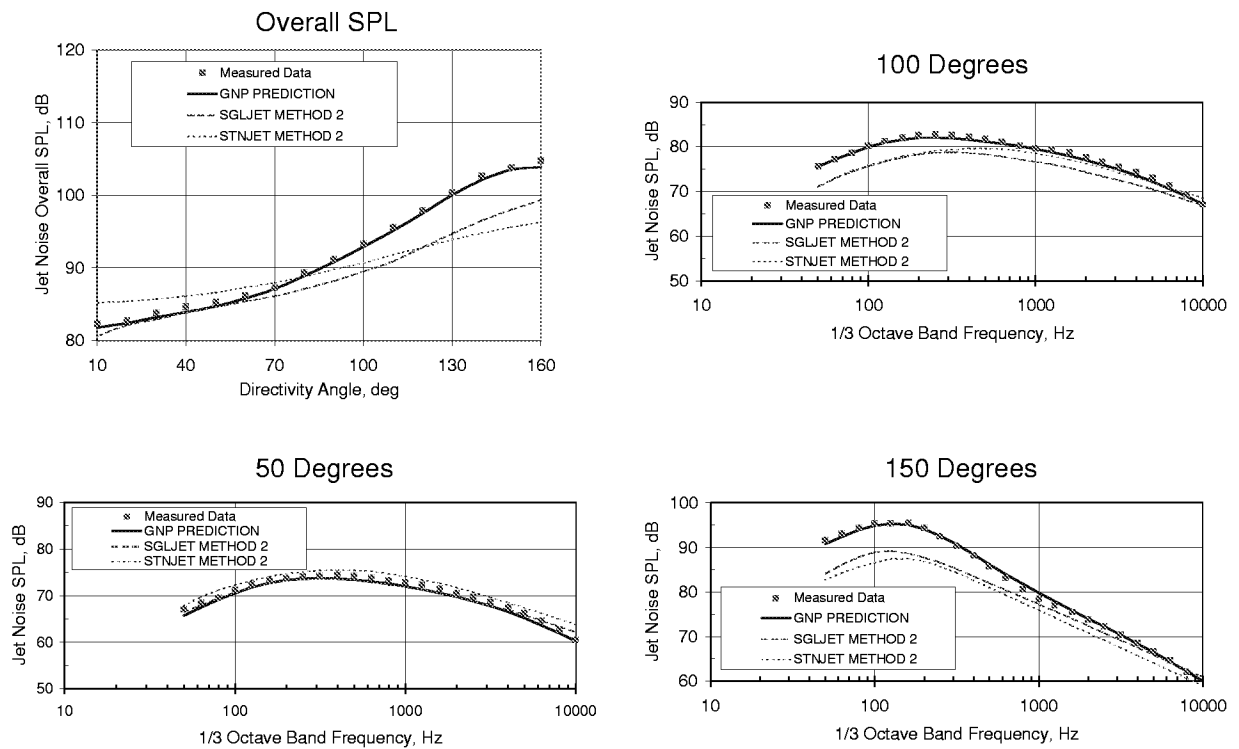 Overall SPL
120
110
100
90
80
Jet Noise Overall SPL, dB
Measured Data
GNP PREDICTION
SGLJET METHOD 2
STNJET METHOD 2
10 40 70 100 130 160
Directivity Angle, deg
100 Degrees
90
80
70
60
50
Jet Noise SPL, dB
Measured Data
GNP PREDICTION
SGLJET METHOD 2
STNJET METHOD 2
10 100 1000 10000
1/3 Octave Band Frequency, Hz
50 Degrees
90
80
70
60
50
Jet Noise SPL, dB
Measured Data
GNP PREDICTION
SGLJET METHOD 2
STNJET METHOD 2
10 100 1000 10000
1/3 Octave Band Frequency, Hz
150 Degrees
100
90
80
70
60
Jet Noise SPL, dB
Measured Data
GNP PREDICTION
SGLJET METHOD 2
STNJET METHOD 2
10 100 1000 10000
1/3 Octave Band Frequency, Hz